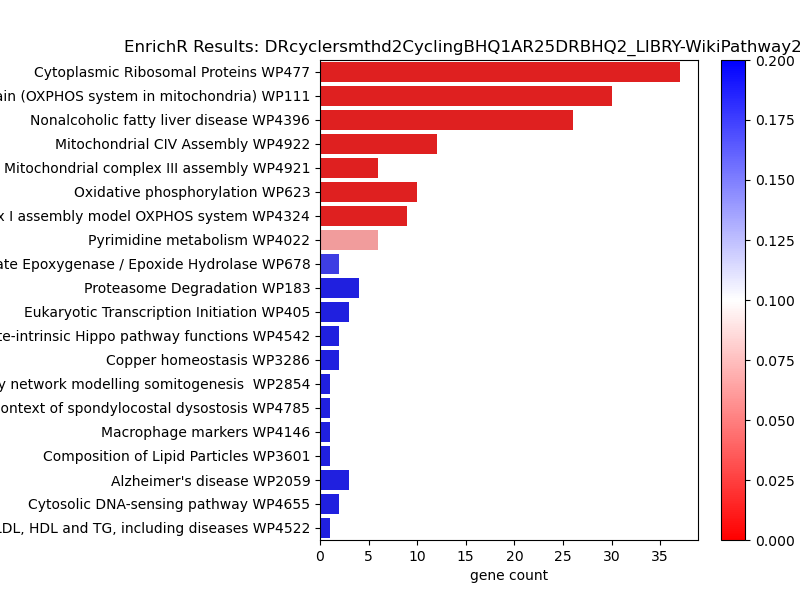 EnrichR Results: DRcyclersmthd2CyclingBHQ1AR25DRBHQ2_LIBRY-WikiPathway2
Cytoplasmic Ribosomal Proteins WP477
ain (OXPHOS system in mitochondria) WP111
Nonalcoholic fatty liver disease WP4396
Mitochondrial CIV Assembly WP4922
Mitochondrial complex III assembly WP4921
Oxidative phosphorylation WP623
x I assembly model OXPHOS system WP4324
Pyrimidine metabolism WP4022
ate Epoxygenase / Epoxide Hydrolase WP678
Proteasome Degradation WP183
Eukaryotic Transcription Initiation WP405
te-intrinsic Hippo pathway functions WP4542
Copper homeostasis WP3286
y network modelling somitogenesis  WP2854
ontext of spondylocostal dysostosis WP4785
Macrophage markers WP4146
Composition of Lipid Particles WP3601
Alzheimer's disease WP2059
Cytosolic DNA-sensing pathway WP4655
LDL, HDL and TG, including diseases WP4522
0 5 10 15 20 25 30 35
gene count
0.200
0.175
0.150
0.125
0.100
0.075
0.050
0.025
0.000